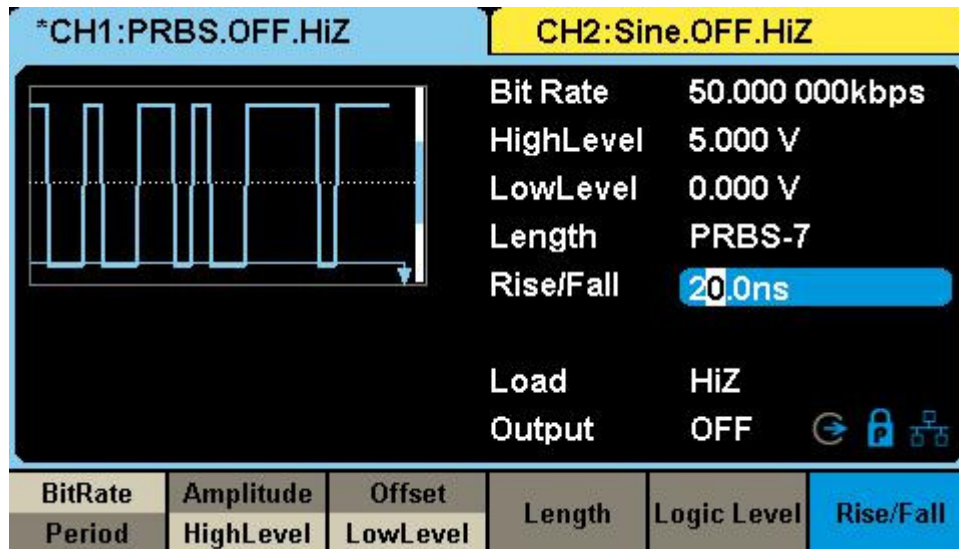 *CH1:PRBS.OFF.HiZ
CH2:Sine.OFF.HiZ
Bit Rate 50.000 000kbps
HighLevel 5.000 V
LowLevel 0.000 V
Length PRBS-7
Rise/Fall 20.0ns
Load HiZ
Output OFF
P
BitRate Amplitude Offset Length Logic Level Rise/Fall
Period HighLevel LowLevel